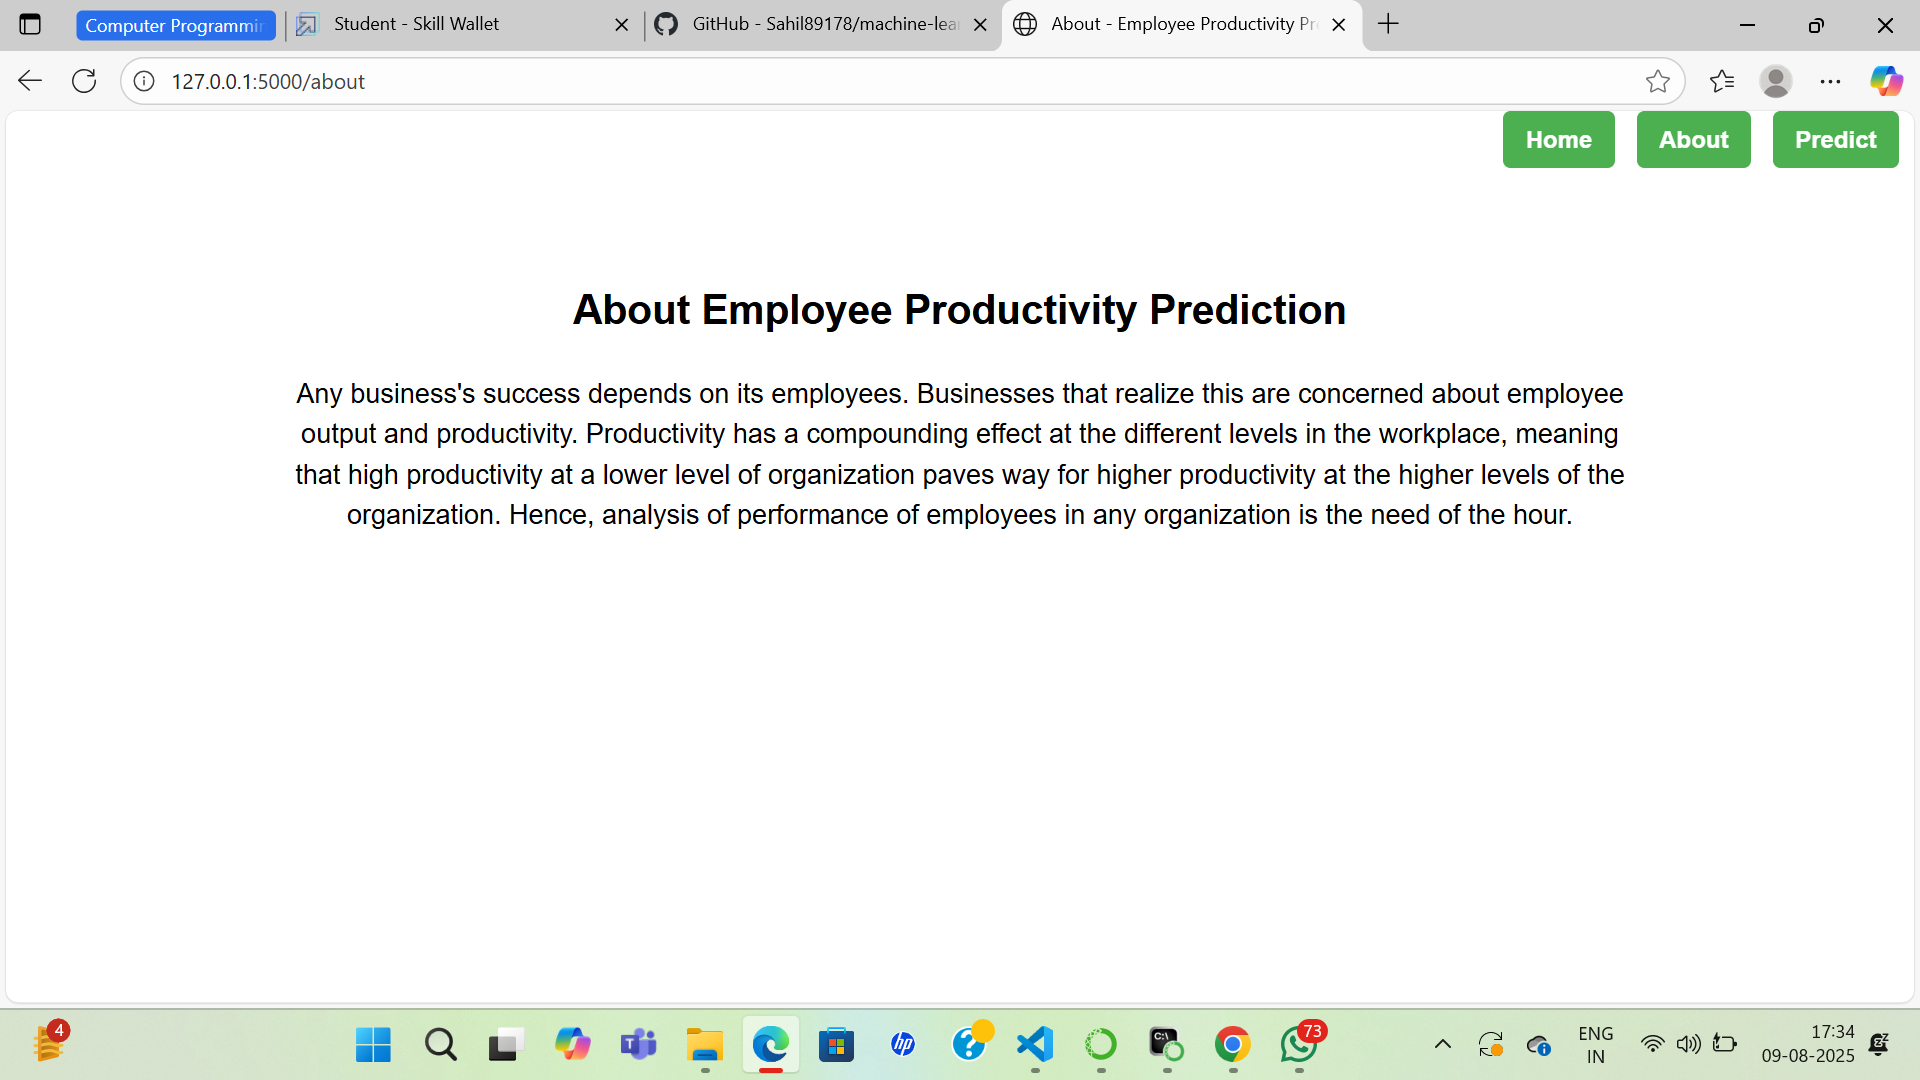 Computer Programmin
Student - Skill Wallet
GitHub - Sahil89178/machine-lea
About - Employee Productivity Pr
127.0.0.1:5000/about
Home
About
Predict
About Employee Productivity Prediction
Any business's success depends on its employees. Businesses that realize this are concerned about employee
output and productivity. Productivity has a compounding effect at the different levels in the workplace, meaning
that high productivity at a lower level of organization paves way for higher productivity at the higher levels of the
organization. Hence, analysis of performance of employees in any organization is the need of the hour.
4
T
hp
?
C:\
73
ENG
IN
17:34
09-08-2025